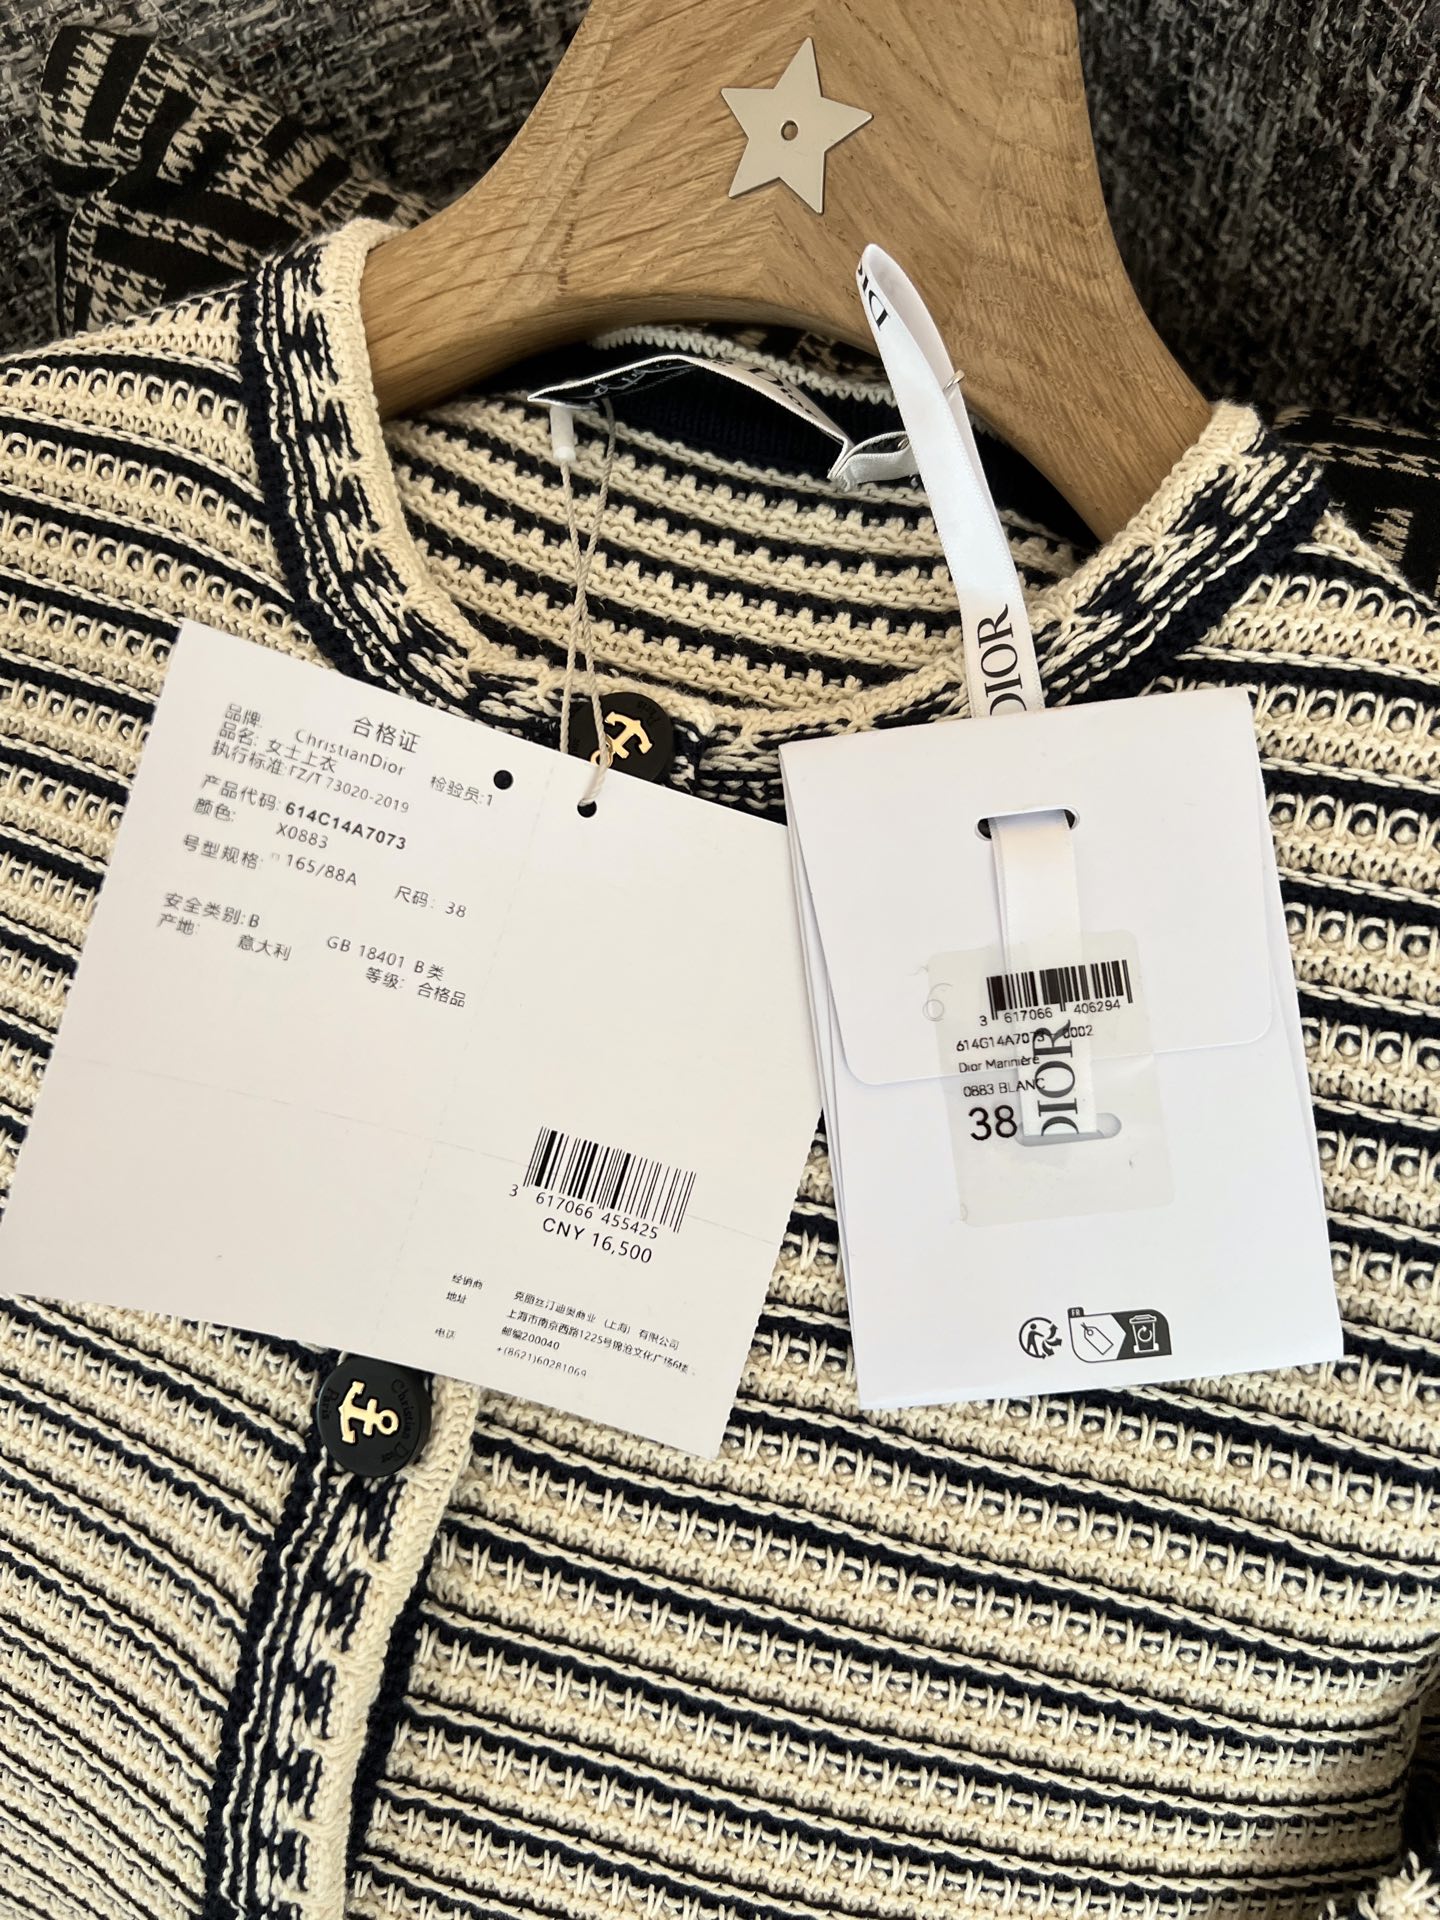 DIOR
合格证
品牌: ChristianDior
品名: 女士上衣
检验员:1
执行标准:FZ/T 73020-2019
产品代码: 614C14A7073
颜色: X0883
号型规格: 165/88A
尺码: 38
安全类别:B
GB 18401 B类
产地: 意大利
等级: 合格品
3 617066 455425
CNY 16,500
经销商 克丽丝汀迪奥商业（上海）有限公司
地址 上海市南京西路1225号锦沧文化广场6楼
邮编200040
电话 +(8621)60281069
3 617066 406294
614G14A7073 0002
Dior Marinière
0883 BLANC
38
DIOR
FR
Christian Dior
Paris